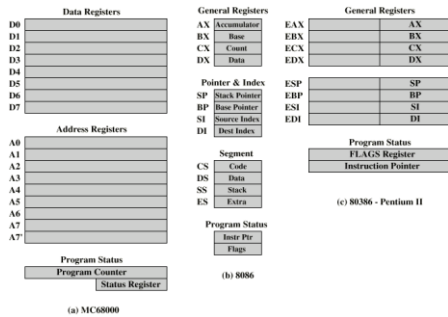 Data Registers
D0
D1
D2
D3
D4
D5
D6
D7
Address Registers
A0
A1
A2
A3
A4
A5
A6
A7
A7'
Program Status
Program Counter
Status Register
(a) MC68000
General Registers
AX Accumulator
BX Base
CX Count
DX Data
Pointer & Index
SP Stack Pointer
BP Base Pointer
SI Source Index
DI Dest Index
Segment
CS Code
DS Data
SS Stack
ES Extra
Program Status
Instr Ptr
Flags
(b) 8086
General Registers
EAX AX
EBX BX
ECX CX
EDX DX
ESP SP
EBP BP
ESI SI
EDI DI
Program Status
FLAGS Register
Instruction Pointer
(c) 80386 - Pentium II